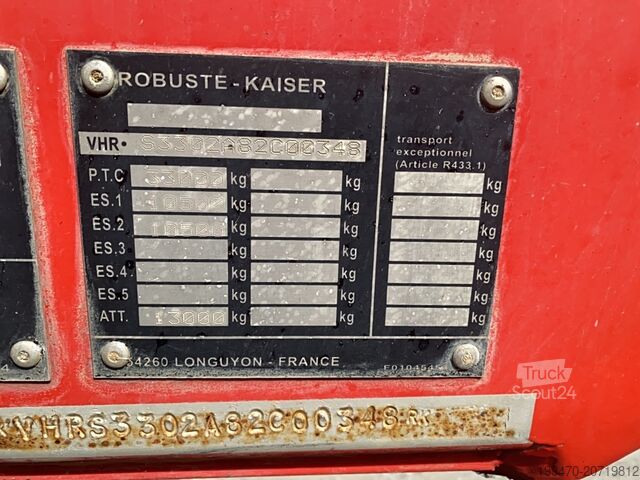 ROBUSTE - KAISER
VHR• S3302A82C00348
transport
exceptionnel
(Article R433.1)
P.T.C kg kg kg
ES.1 kg kg kg
ES.2 10500 kg kg kg
ES.3 kg kg kg
ES.4 kg kg kg
ES.5 kg kg kg
ATT. 13000 kg kg kg
54260 LONGUYON - FRANCE
VHRS3302A82C00348
Truck
Scout24
20719812